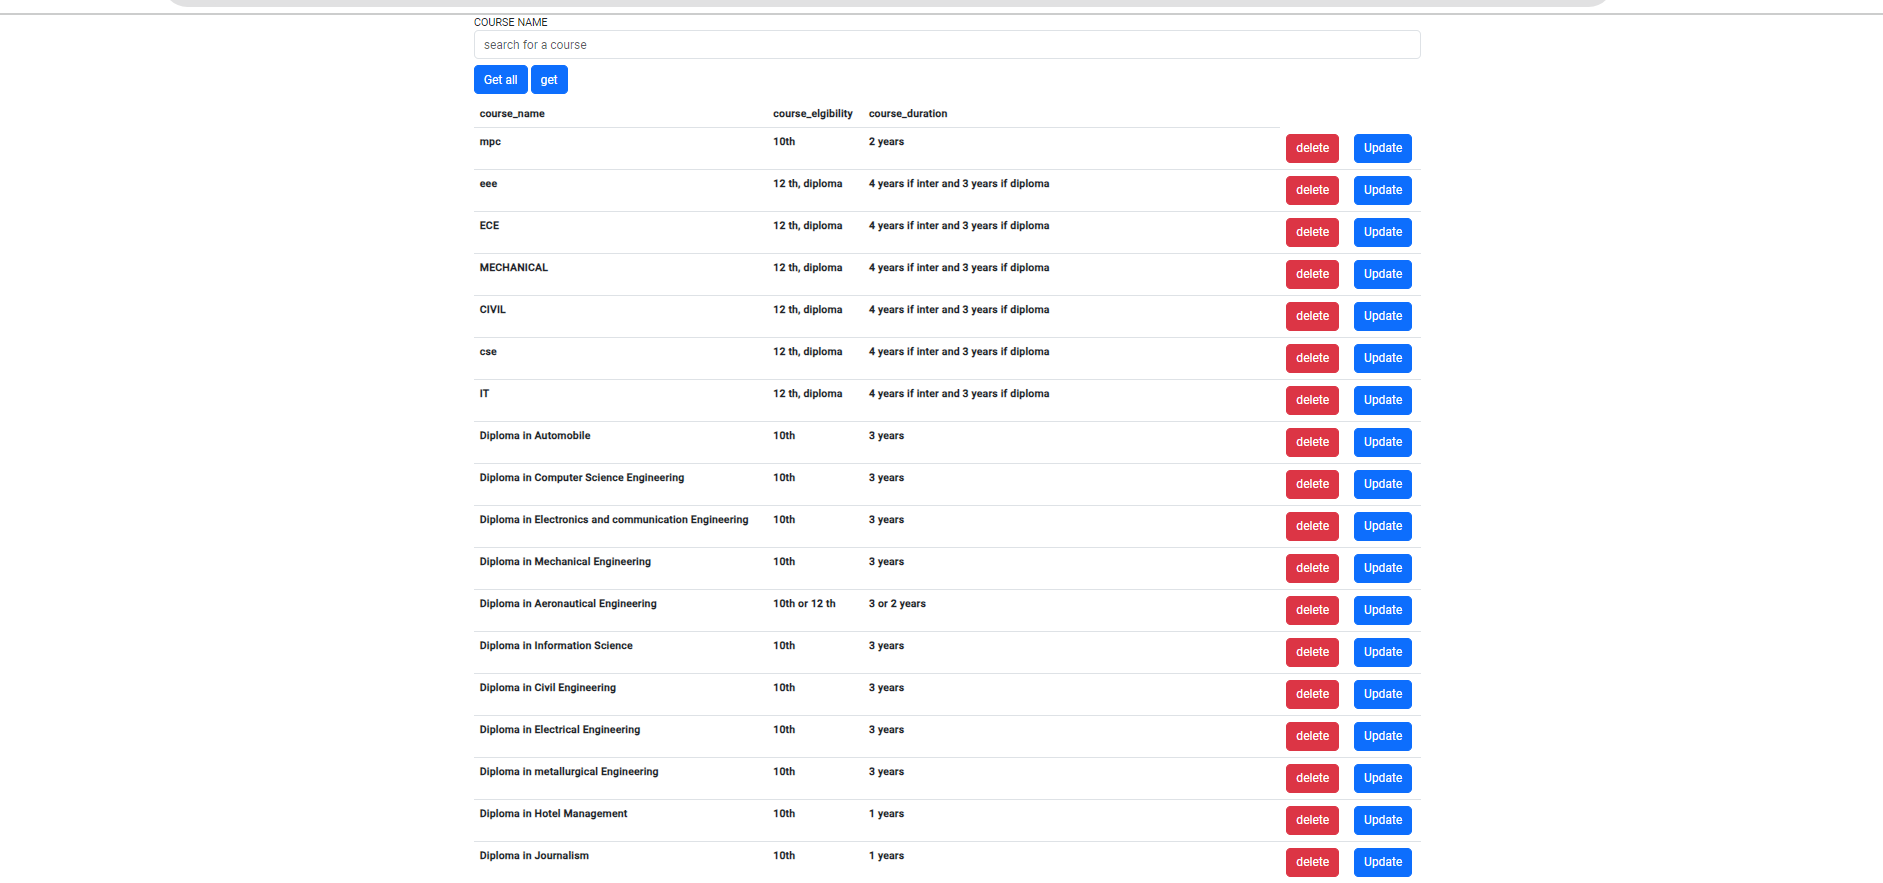 COURSE NAME
search for a course
Get all get
course_name course_elgibility course_duration
mpc 10th 2 years delete Update
eee 12 th, diploma 4 years if inter and 3 years if diploma delete Update
ECE 12 th, diploma 4 years if inter and 3 years if diploma delete Update
MECHANICAL 12 th, diploma 4 years if inter and 3 years if diploma delete Update
CIVIL 12 th, diploma 4 years if inter and 3 years if diploma delete Update
cse 12 th, diploma 4 years if inter and 3 years if diploma delete Update
IT 12 th, diploma 4 years if inter and 3 years if diploma delete Update
Diploma in Automobile 10th 3 years delete Update
Diploma in Computer Science Engineering 10th 3 years delete Update
Diploma in Electronics and communication Engineering 10th 3 years delete Update
Diploma in Mechanical Engineering 10th 3 years delete Update
Diploma in Aeronautical Engineering 10th or 12 th 3 or 2 years delete Update
Diploma in Information Science 10th 3 years delete Update
Diploma in Civil Engineering 10th 3 years delete Update
Diploma in Electrical Engineering 10th 3 years delete Update
Diploma in metallurgical Engineering 10th 3 years delete Update
Diploma in Hotel Management 10th 1 years delete Update
Diploma in Journalism 10th 1 years delete Update